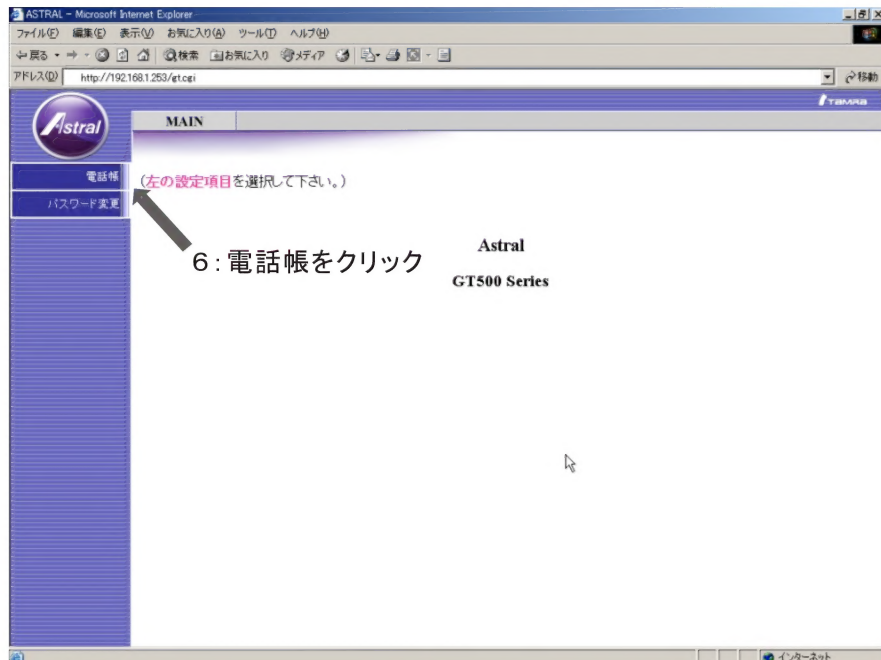 ASTRAL - Microsoft Internet Explorer
ファイル(F) 編集(E) 表示(V) お気に入り(A) ツール(T) ヘルプ(H)
戻る 検索 お気に入り メディア
アドレス(D) http://192.168.1.253/gt.cgi 移動
TAMRA
Astral
MAIN
電話帳
(左の設定項目を選択して下さい。)
パスワード変更
6:電話帳をクリック
Astral
GT500 Series
インターネット